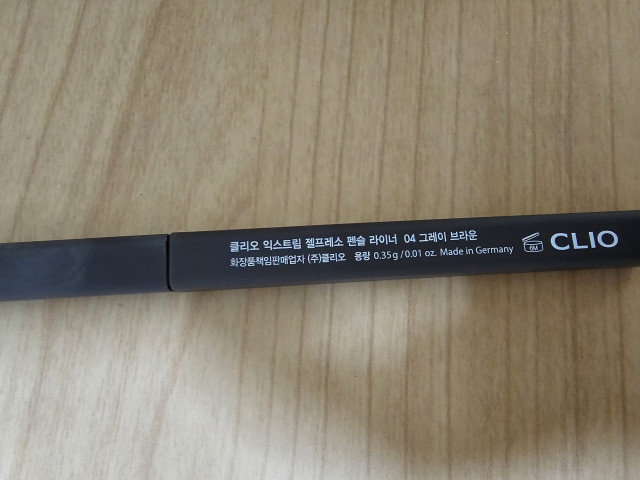 클리오 익스트림 젤프레소 펜슬 라이너 04 그레이 브라운
화장품책임판매업자 (주)클리오 용량 0.35g / 0.01 oz. Made in Germany
6M
CLIO